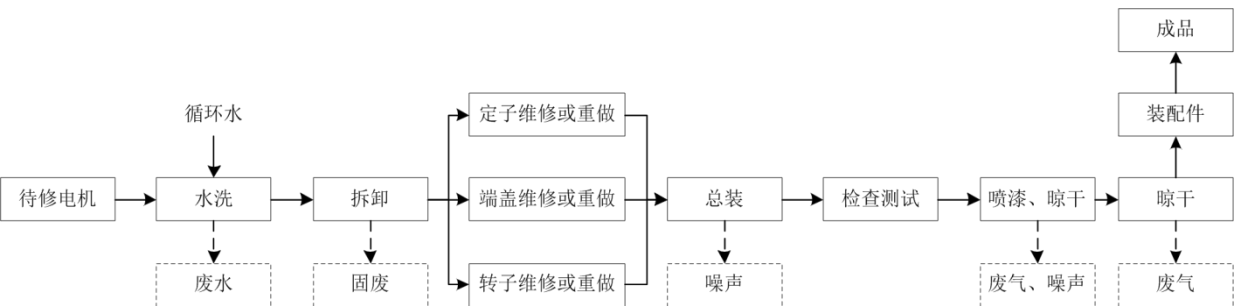 成品
循环水
定子维修或重做
装配件
待修电机
水洗
拆卸
端盖维修或重做
总装
检查测试
喷漆、晾干
晾干
废水
固废
转子维修或重做
噪声
废气、噪声
废气